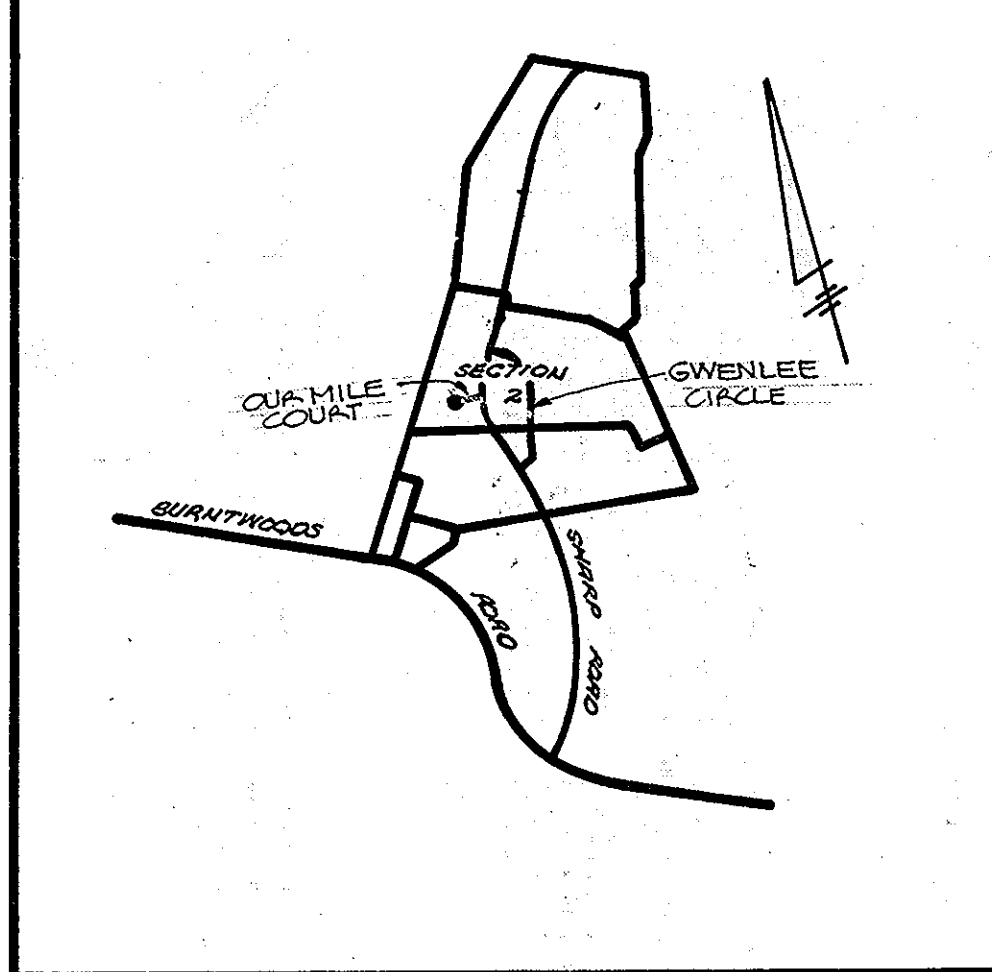 SECTION
2
OUR MILE
COURT
GWENLEE
CIRCLE
BURNTWOODS
ROAD
SHARP ROAD